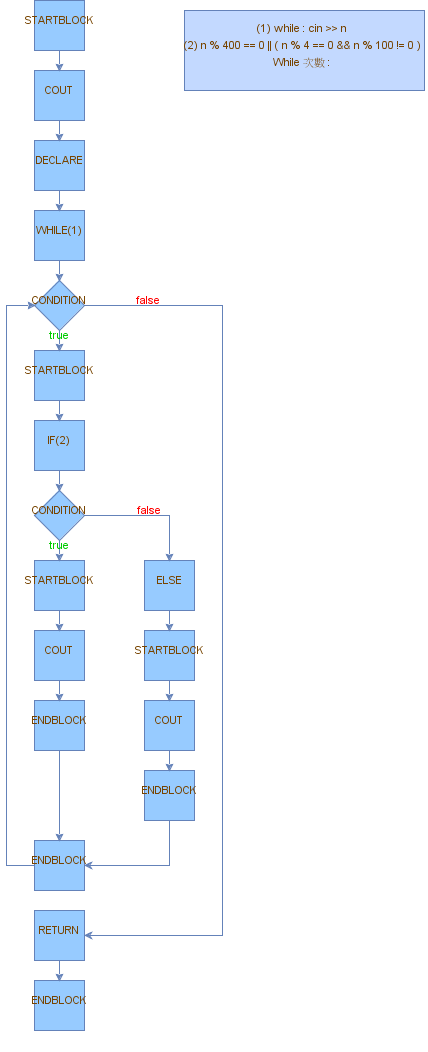 STARTBLOCK
(1) while : cin >> n
(2) n % 400 == 0 || ( n % 4 == 0 && n % 100 != 0 )
While 次數 :
COUT
DECLARE
WHILE(1)
CONDITION
false
true
STARTBLOCK
IF(2)
CONDITION
false
true
STARTBLOCK
ELSE
COUT
STARTBLOCK
ENDBLOCK
COUT
ENDBLOCK
ENDBLOCK
RETURN
ENDBLOCK